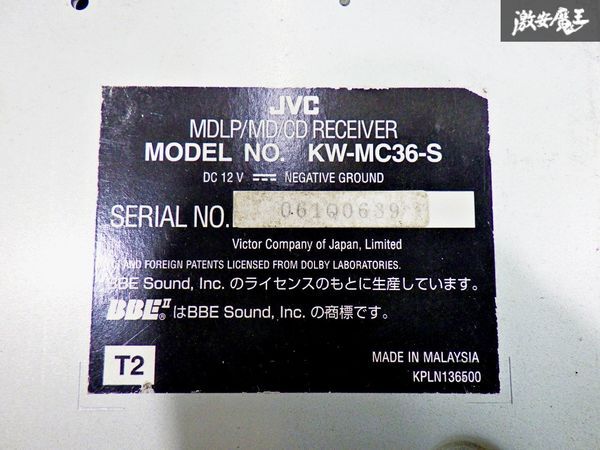 激安魔王
JVC
MDLP/MD/CD RECEIVER
MODEL NO. KW-MC36-S
DC 12 V NEGATIVE GROUND
SERIAL NO. 061Q0639
Victor Company of Japan, Limited
AND FOREIGN PATENTS LICENSED FROM DOLBY LABORATORIES.
BBE Sound, Inc. のライセンスのもとに生産しています。
BBE II ® はBBE Sound, Inc. の商標です。
T2
MADE IN MALAYSIA
KPLN136500